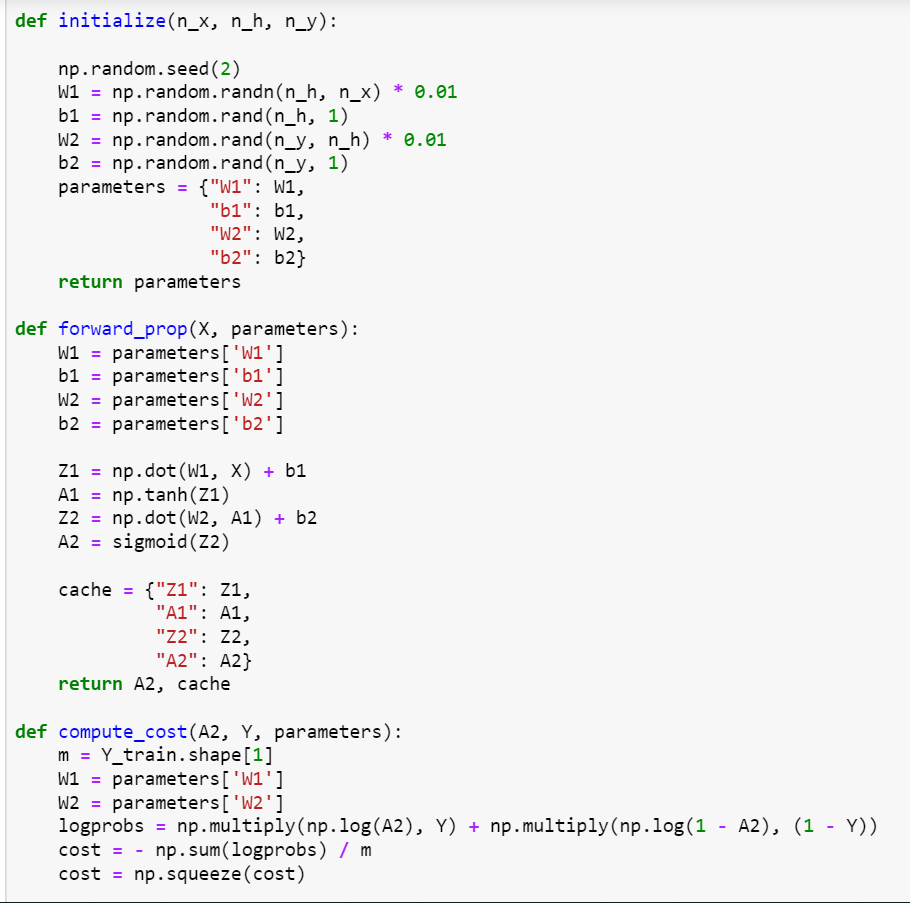 def initialize(n_x, n_h, n_y):
np.random.seed(2)
W1 = np.random.randn(n_h, n_x) * 0.01
b1 = np.random.rand(n_h, 1)
W2 = np.random.rand(n_y, n_h) * 0.01
b2 = np.random.rand(n_y, 1)
parameters = {"W1": W1,
"b1": b1,
"W2": W2,
"b2": b2}
return parameters
def forward_prop(X, parameters):
W1 = parameters['W1']
b1 = parameters['b1']
W2 = parameters['W2']
b2 = parameters['b2']
Z1 = np.dot(W1, X) + b1
A1 = np.tanh(Z1)
Z2 = np.dot(W2, A1) + b2
A2 = sigmoid(Z2)
cache = {"Z1": Z1,
"A1": A1,
"Z2": Z2,
"A2": A2}
return A2, cache
def compute_cost(A2, Y, parameters):
m = Y_train.shape[1]
W1 = parameters['W1']
W2 = parameters['W2']
logprobs = np.multiply(np.log(A2), Y) + np.multiply(np.log(1 - A2), (1 - Y))
cost = - np.sum(logprobs) / m
cost = np.squeeze(cost)